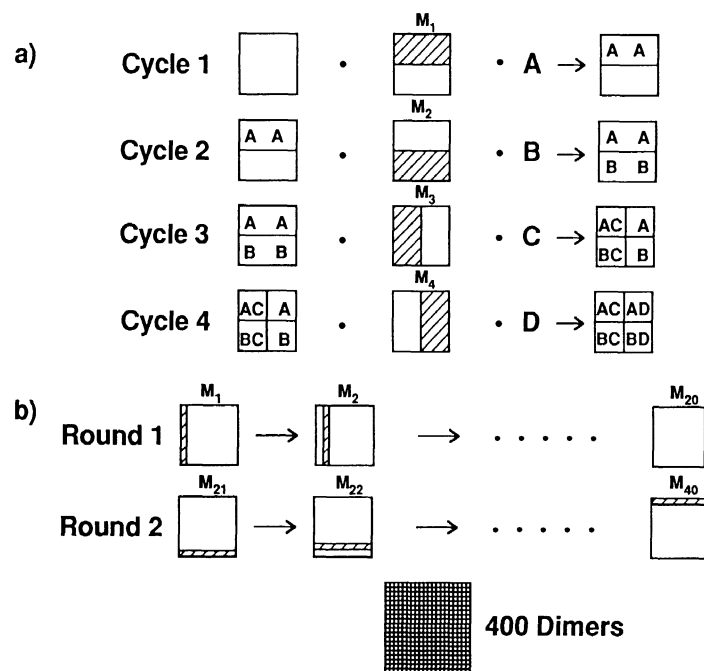 a)
M1
Cycle 1 · · A → A A
M2
Cycle 2 A A · · B → A A
B B
M3
Cycle 3 A A · · C → AC A
B B BC B
M4
Cycle 4 AC A · · D → AC AD
BC B BC BD
b)
M1 M2 M20
Round 1 → → · · · · ·
M21 M22 M40
Round 2 → → · · · · ·
400 Dimers